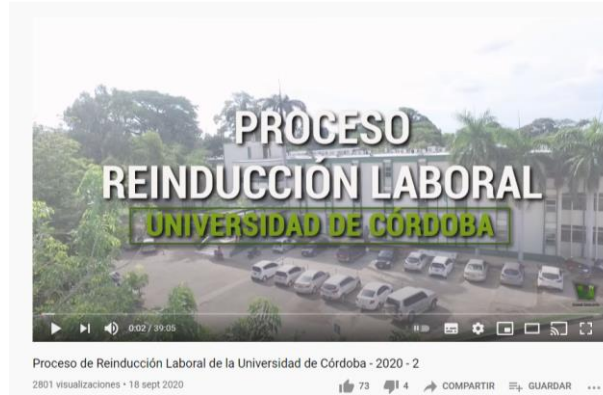 PROCESO
REINDUCCIÓN LABORAL
UNIVERSIDAD DE CÓRDOBA
0:02 / 39:05
Proceso de Reinducción Laboral de la Universidad de Córdoba - 2020 - 2
2801 visualizaciones • 18 sept 2020
73 4 COMPARTIR GUARDAR ...